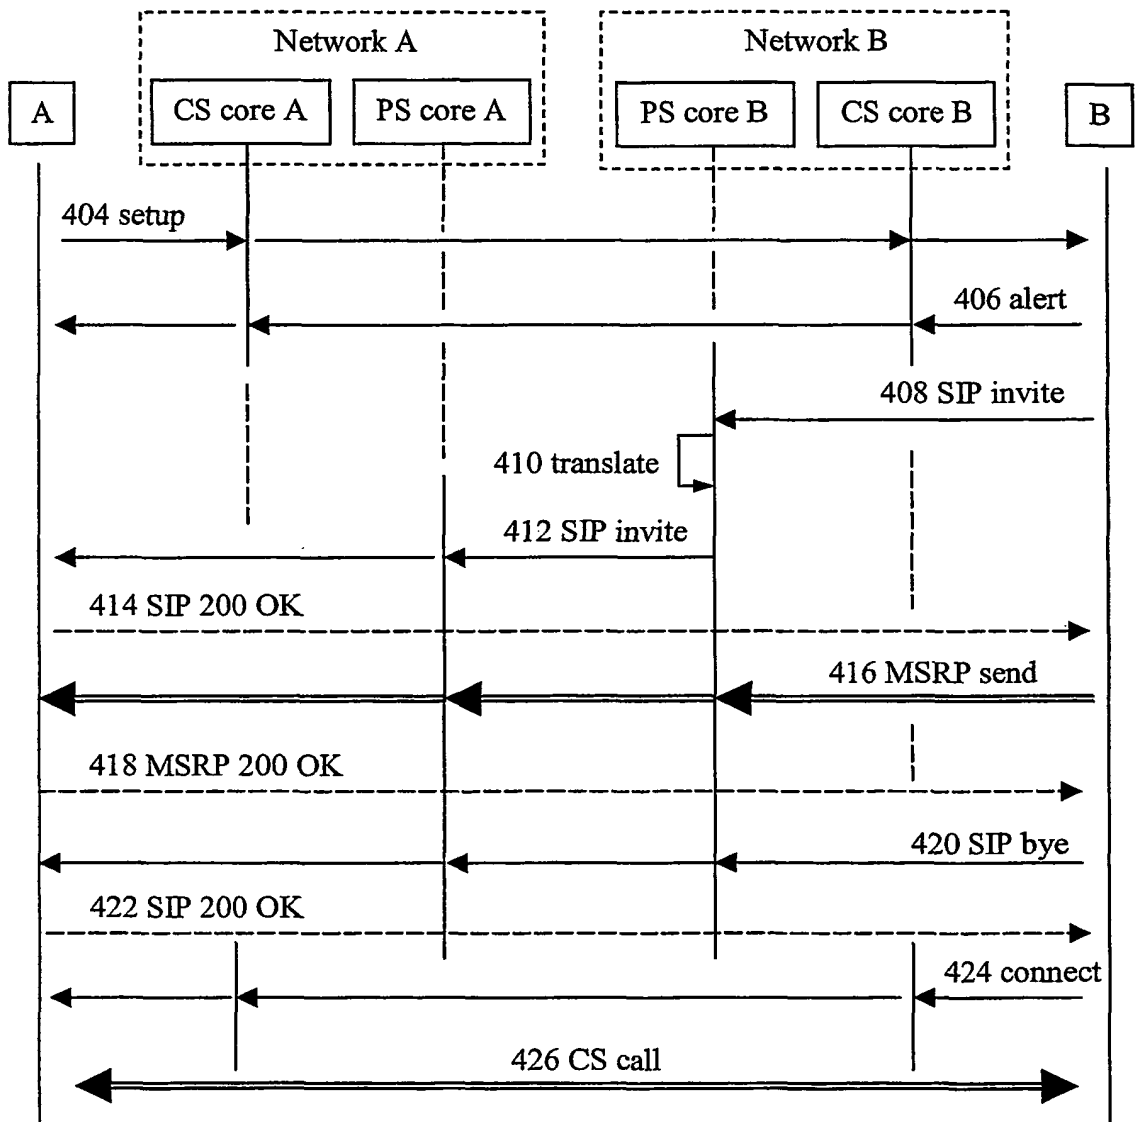 Network A
Network B
A
CS core A
PS core A
PS core B
CS core B
B
404 setup
406 alert
408 SIP invite
410 translate
412 SIP invite
414 SIP 200 OK
416 MSRP send
418 MSRP 200 OK
420 SIP bye
422 SIP 200 OK
424 connect
426 CS call